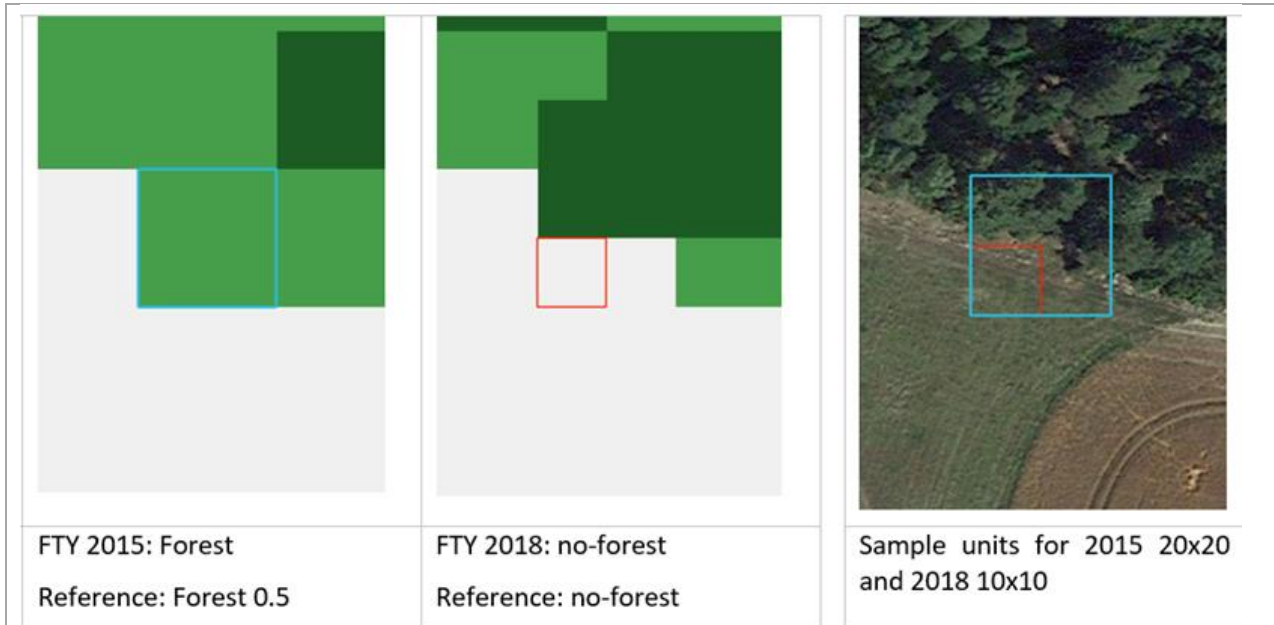 FTY 2015: Forest
Reference: Forest 0.5
FTY 2018: no-forest
Reference: no-forest
Sample units for 2015 20x20
and 2018 10x10